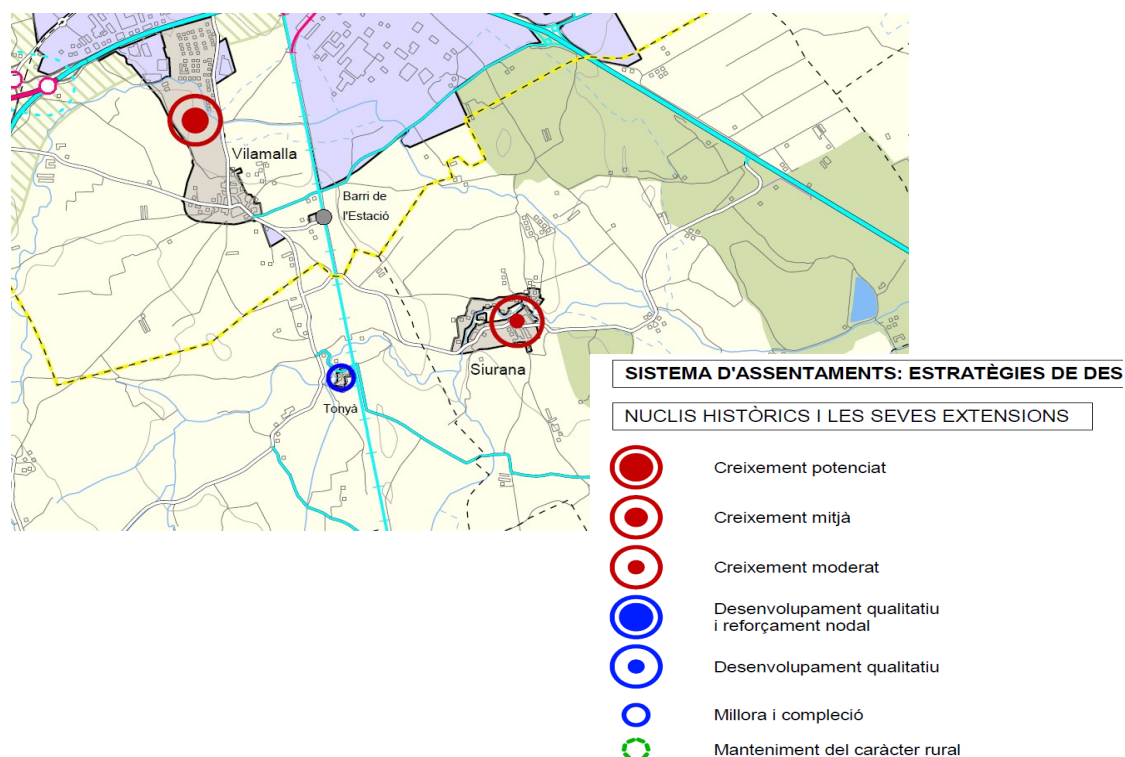 Vilamalla
Barri de
l'Estació
Siurana
Tonyà
SISTEMA D'ASSENTAMENTS: ESTRATÈGIES DE DES
NUCLIS HISTÒRICS I LES SEVES EXTENSIONS
Creixement potenciat
Creixement mitjà
Creixement moderat
Desenvolupament qualitatiu
i reforçament nodal
Desenvolupament qualitatiu
Millora i compleció
Manteniment del caràcter rural